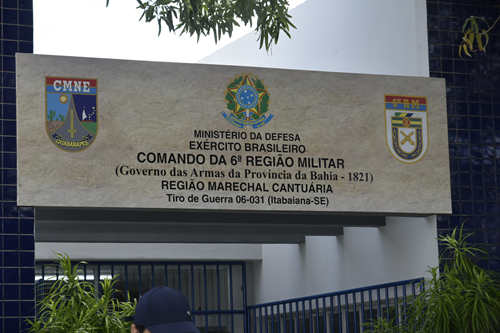 CMNE
GUARARAPES
6ª RM
MINISTÉRIO DA DEFESA
EXÉRCITO BRASILEIRO
COMANDO DA 6ª REGIÃO MILITAR
(Governo das Armas da Província da Bahia - 1821)
REGIÃO MARECHAL CANTUÁRIA
Tiro de Guerra 06-031 (Itabaiana-SE)